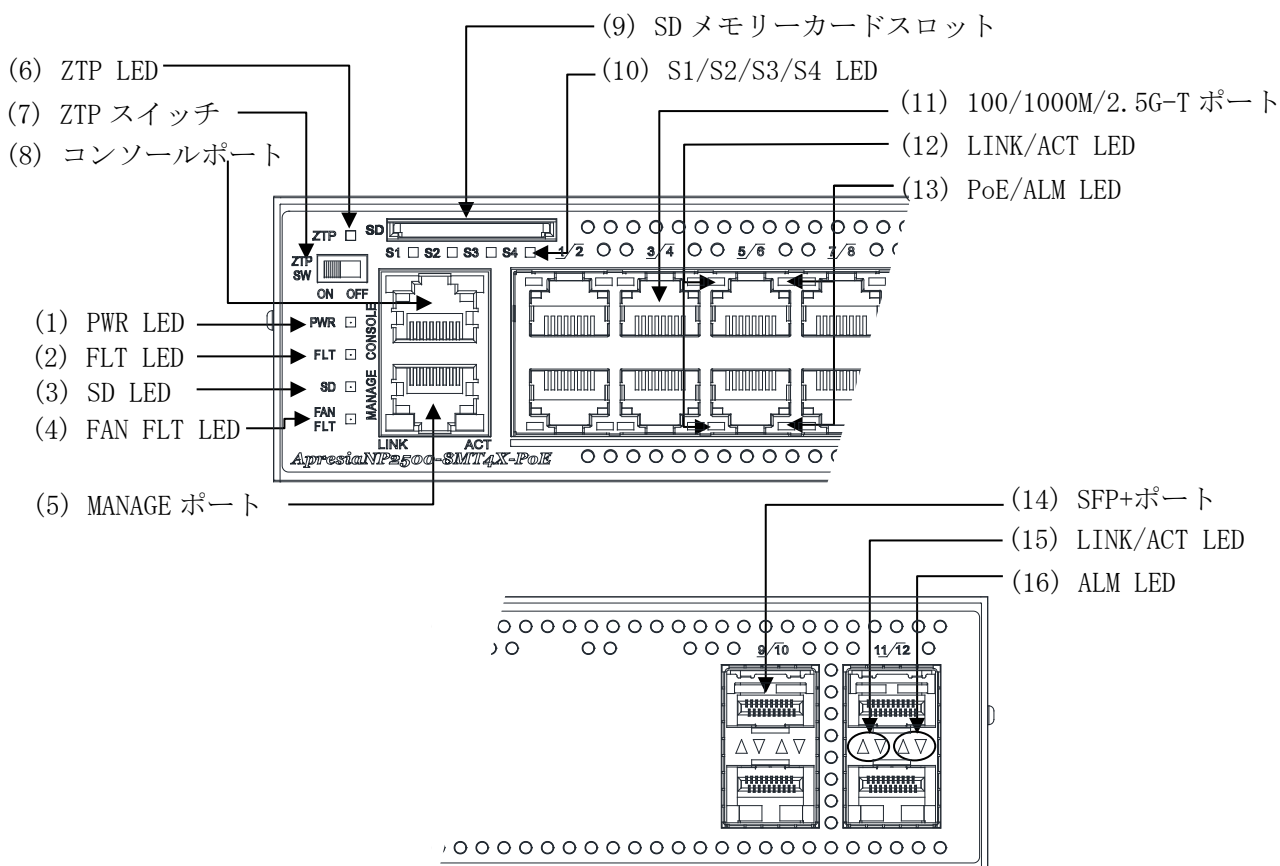 (9) SD メモリーカードスロット
(6) ZTP LED
(10) S1/S2/S3/S4 LED
(7) ZTP スイッチ
(11) 100/1000M/2.5G-T ポート
(8) コンソールポート
(12) LINK/ACT LED
(13) PoE/ALM LED
ZTP
SD
S1 S2 S3 S4 1/2 3/4 5/6 7/8
ZTP
SW
ON OFF
(1) PWR LED
PWR
CONSOLE
(2) FLT LED
FLT
(3) SD LED
SD
MANAGE
(4) FAN FLT LED
FAN
FLT
LINK ACT
ApresiaNP2500-8MT4X-PoE
(5) MANAGE ポート
(14) SFP+ポート
(15) LINK/ACT LED
(16) ALM LED
9/10 11/12